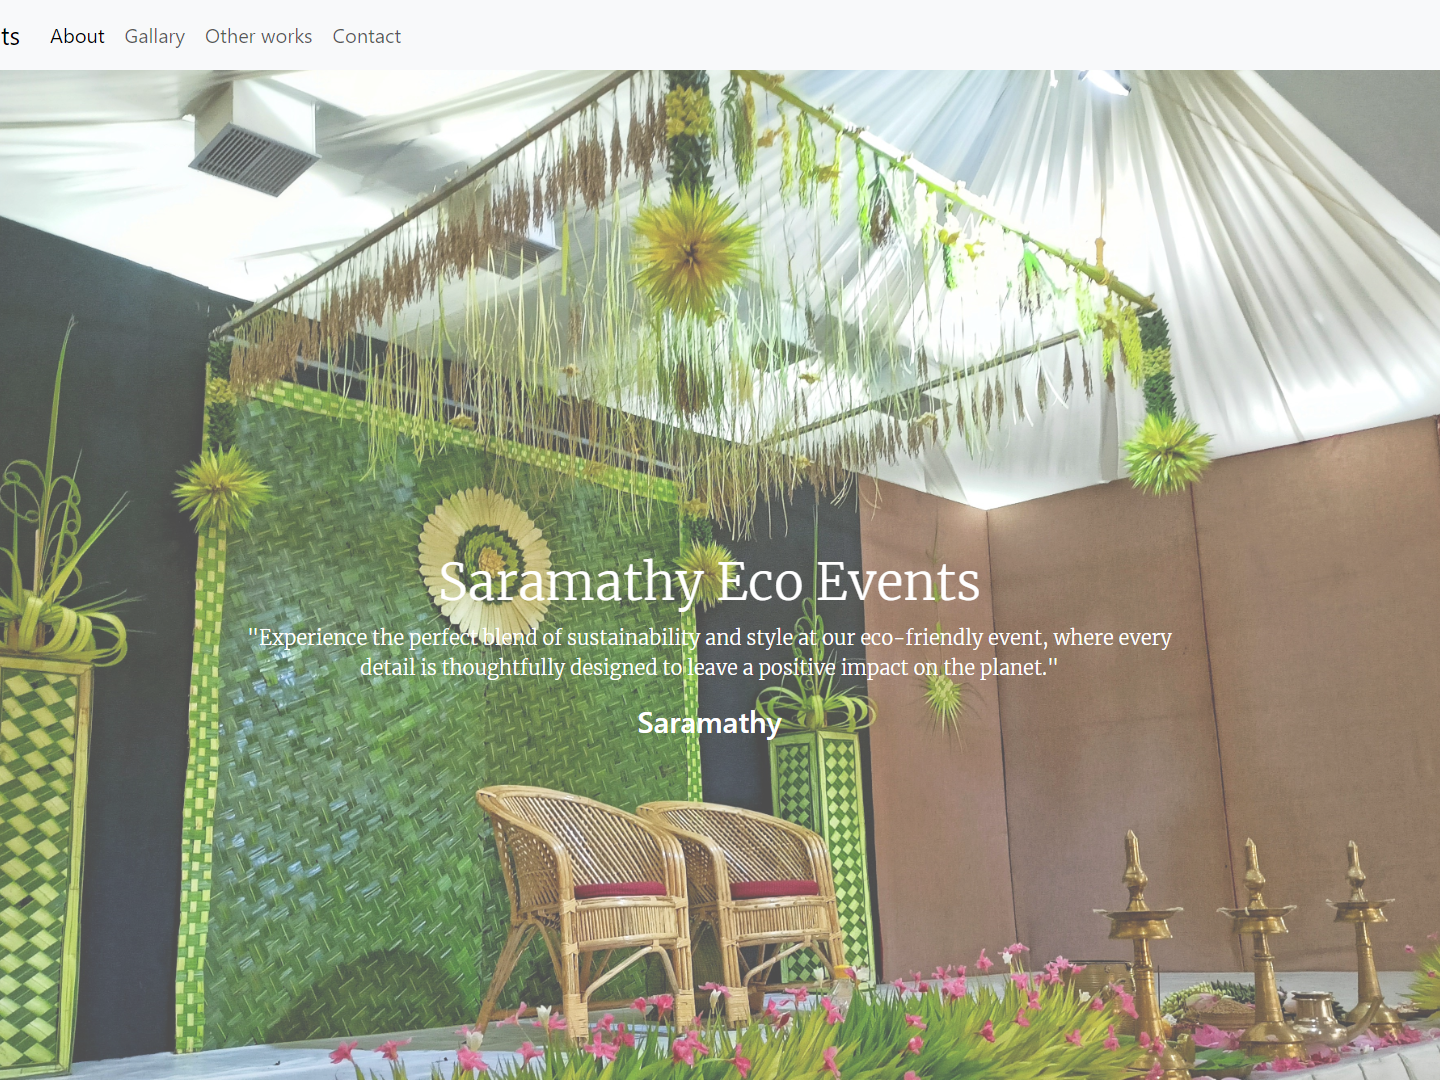 ts About Gallary Other works Contact
Saramathy Eco Events
"Experience the perfect blend of sustainability and style at our eco-friendly event, where every
detail is thoughtfully designed to leave a positive impact on the planet."
Saramathy